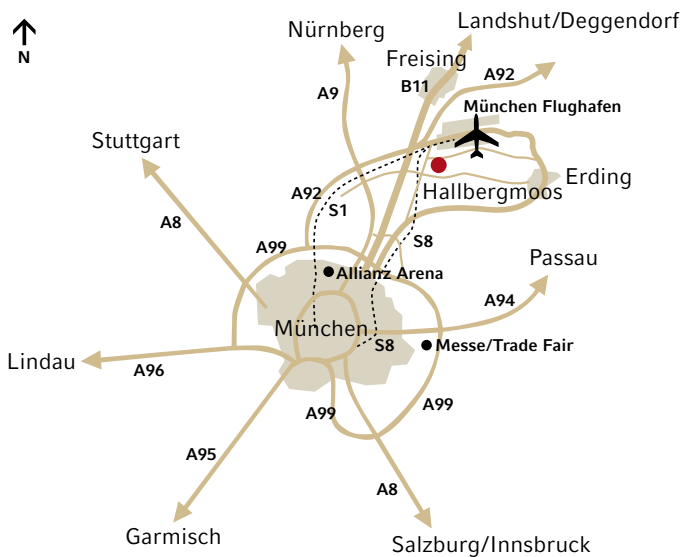 N
Nürnberg
Landshut/Deggendorf
Freising
B11
A92
A9
München Flughafen
Stuttgart
A8
A92
S1
Hallbergmoos
Erding
S8
A99
Allianz Arena
Passau
A94
München
S8
Messe/Trade Fair
Lindau
A96
A99
A99
A95
A8
Garmisch
Salzburg/Innsbruck